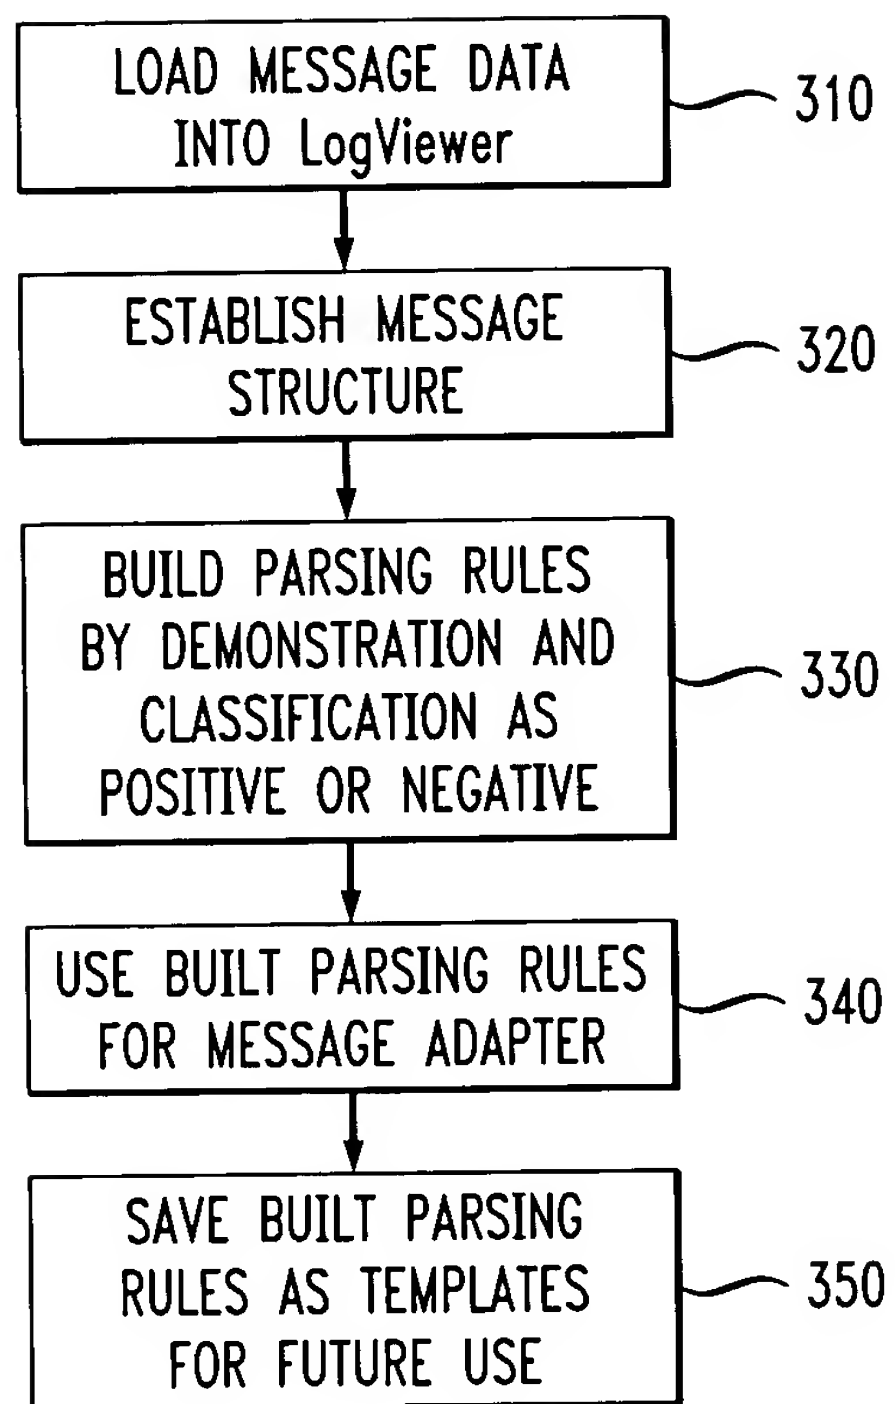 LOAD MESSAGE DATA
INTO LogViewer
310
ESTABLISH MESSAGE
STRUCTURE
320
BUILD PARSING RULES
BY DEMONSTRATION AND
CLASSIFICATION AS
POSITIVE OR NEGATIVE
330
USE BUILT PARSING RULES
FOR MESSAGE ADAPTER
340
SAVE BUILT PARSING
RULES AS TEMPLATES
FOR FUTURE USE
350